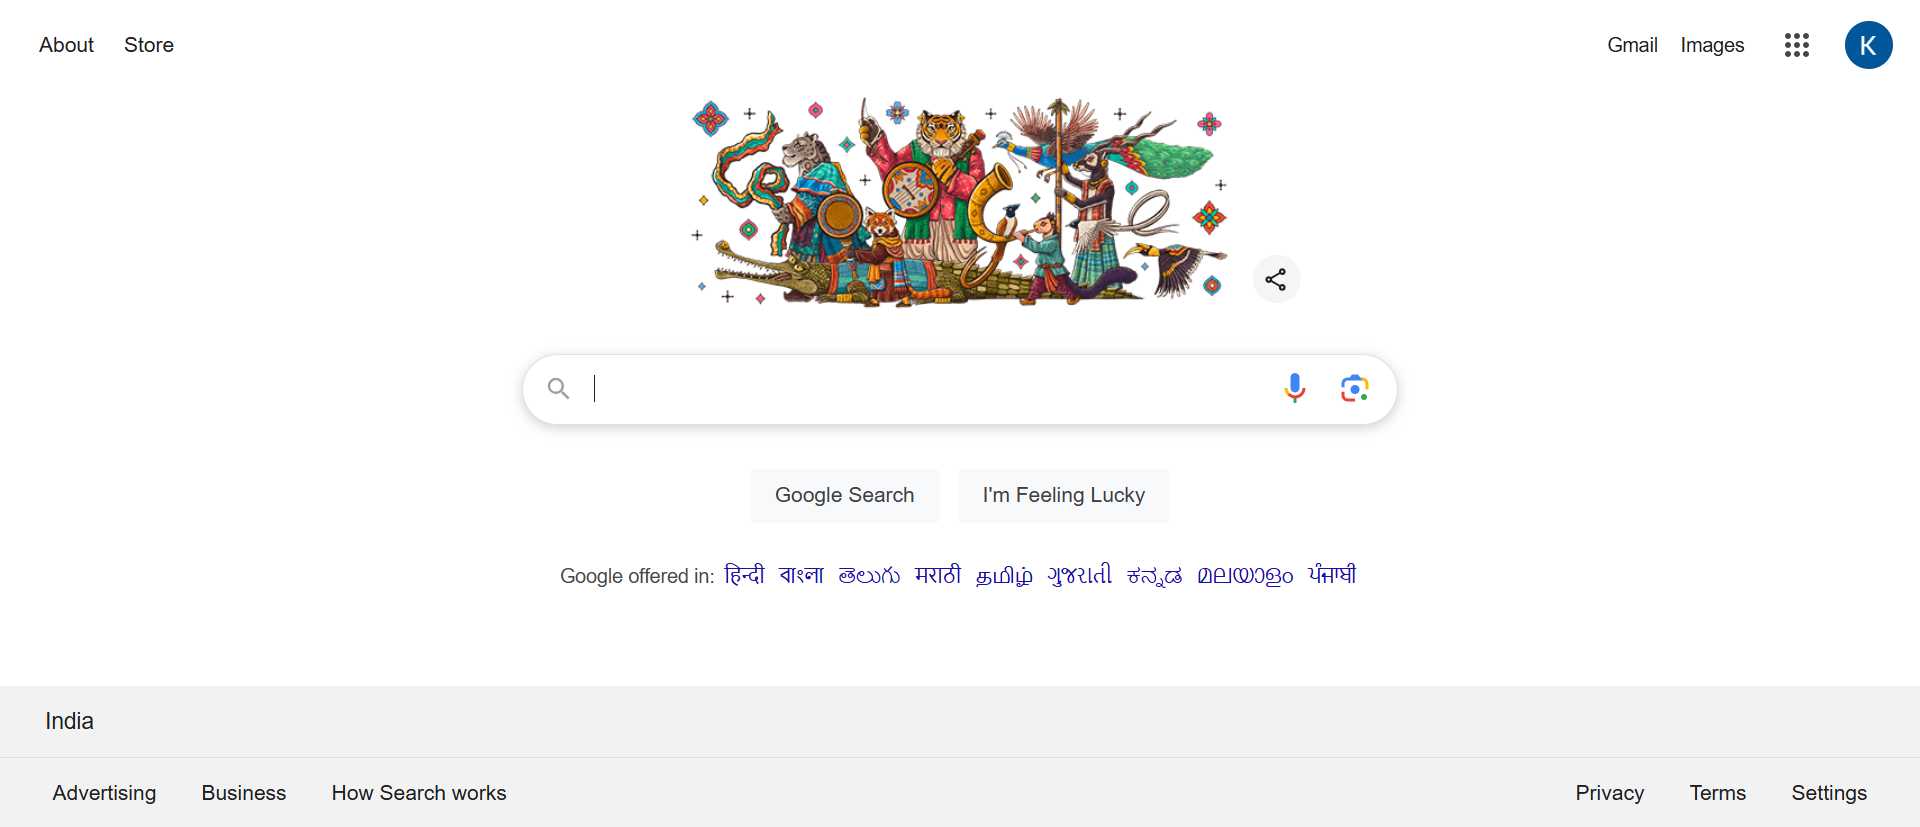 About Store Gmail Images K
Google Search I'm Feeling Lucky
Google offered in: हिन्दी বাংলা తెలుగు मराठी தமிழ் ગુજરાતી ಕನ್ನಡ മലയാളം ਪੰਜਾਬੀ
India
Advertising Business How Search works Privacy Terms Settings